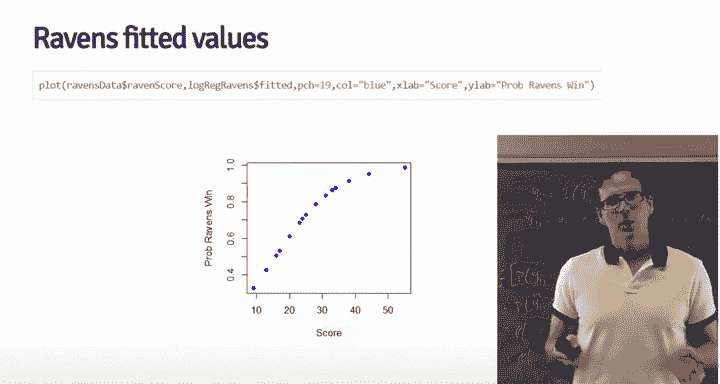 Ravens fitted values
plot(ravensData$ravenScore,logRegRavens$fitted,pch=19,col="blue",xlab="Score",ylab="Prob Ravens Win")
Prob Ravens Win
1.0
0.8
0.6
0.4
10 20 30 40 50
Score